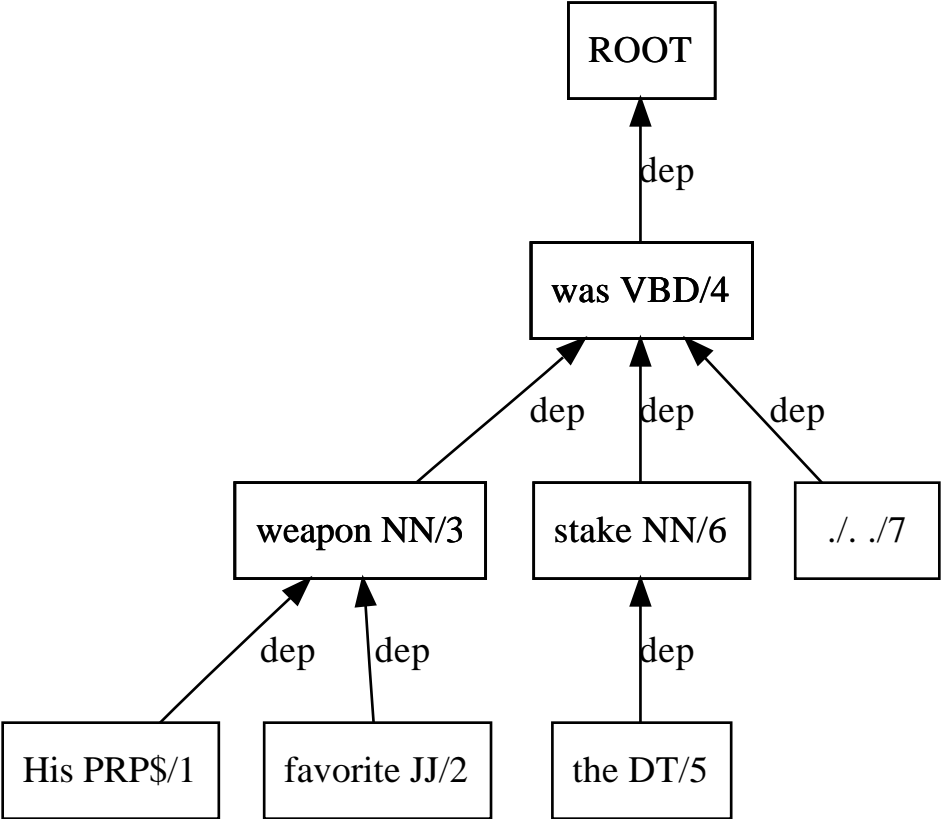 ROOT
dep
was VBD/4
dep dep dep
weapon NN/3 stake NN/6 ./. ./7
dep dep dep
His PRP$/1 favorite JJ/2 the DT/5